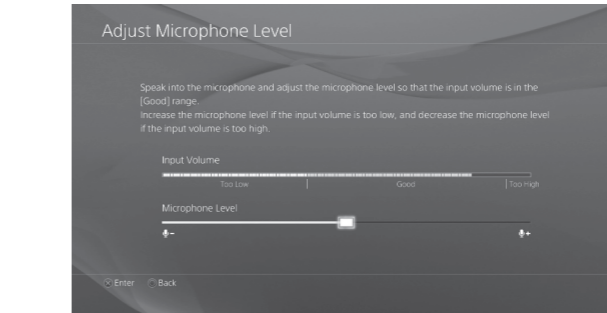 Adjust Microphone Level
Speak into the microphone and adjust the microphone level so that the input volume is in the
[Good] range.
Increase the microphone level if the input volume is too low, and decrease the microphone level
if the input volume is too high.
Input Volume
Too Low Good Too High
Microphone Level
Enter Back